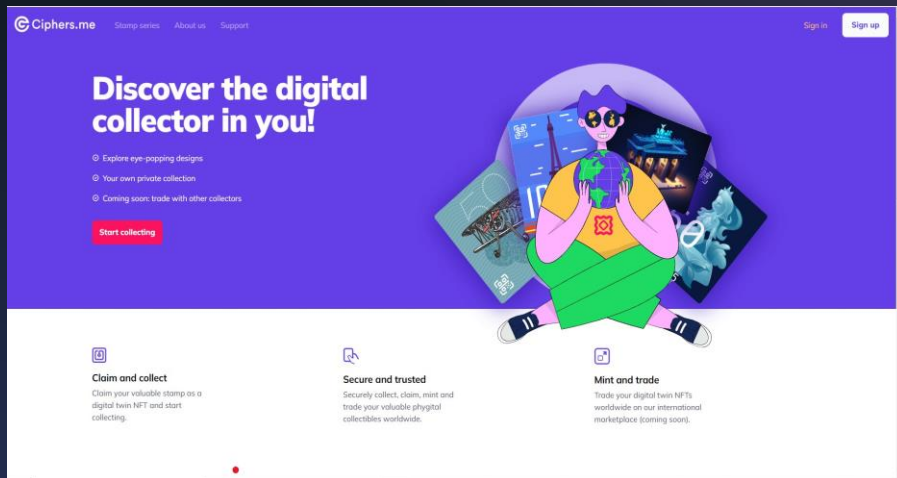 Ciphers.me
Stamp series About us Support
Sign in Sign up
Discover the digital
collector in you!
Explore eye-popping designs
Your own private collection
Coming soon: trade with other collectors
Start collecting
50
10
Claim and collect
Claim your valuable stamp as a
digital twin NFT and start
collecting.
Secure and trusted
Securely collect, claim, mint and
trade your valuable phygital
collectibles worldwide.
Mint and trade
Trade your digital twin NFTs
worldwide on our international
marketplace (coming soon).